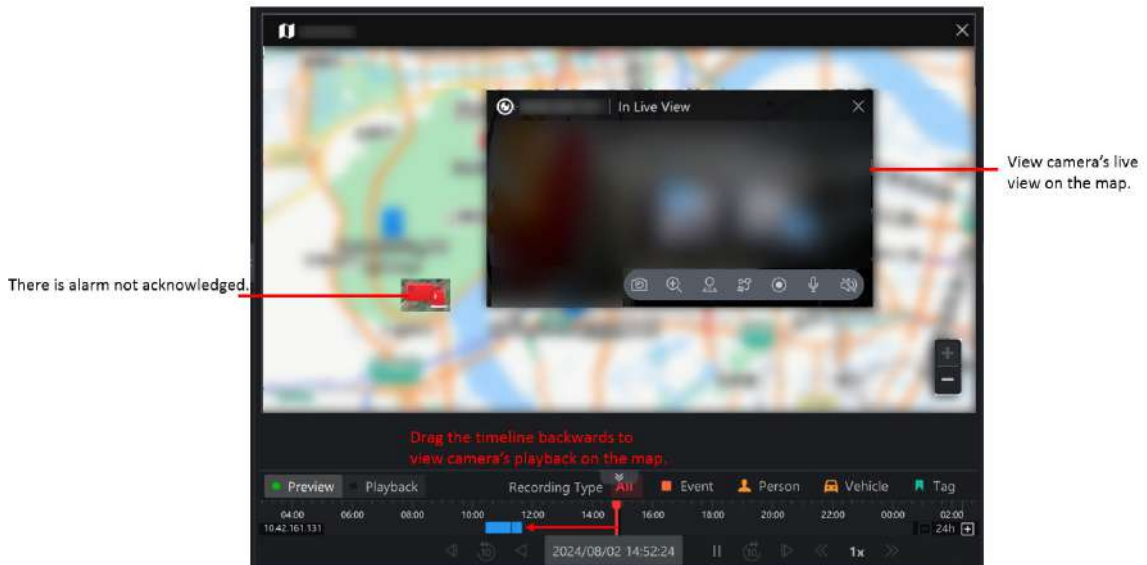 In Live View
View camera's live
view on the map.
There is alarm not acknowledged.
Drag the timeline backwards to
view camera's playback on the map.
Preview Playback Recording Type All Event Person Vehicle Tag
04:00 06:00 08:00 10:00 12:00 14:00 16:00 18:00 20:00 22:00 00:00 02:00
10.42.161.131 24h
10 2024/08/02 14:52:24 10 1x